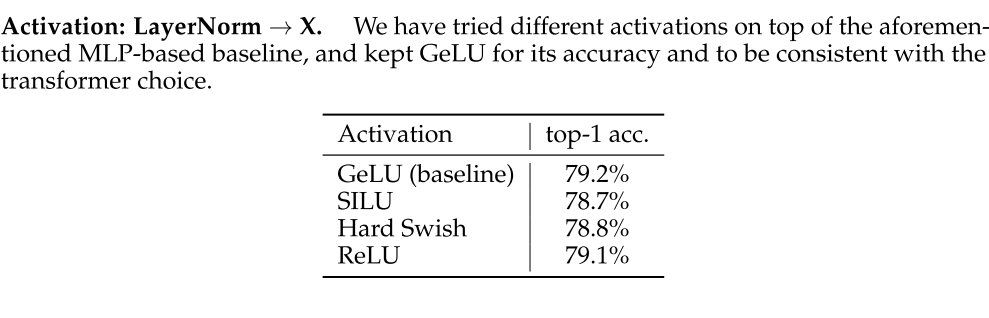 Activation: LayerNorm → X. We have tried different activations on top of the aforemen-
tioned MLP-based baseline, and kept GeLU for its accuracy and to be consistent with the
transformer choice.
Activation top-1 acc.
GeLU (baseline) 79.2%
SILU 78.7%
Hard Swish 78.8%
ReLU 79.1%